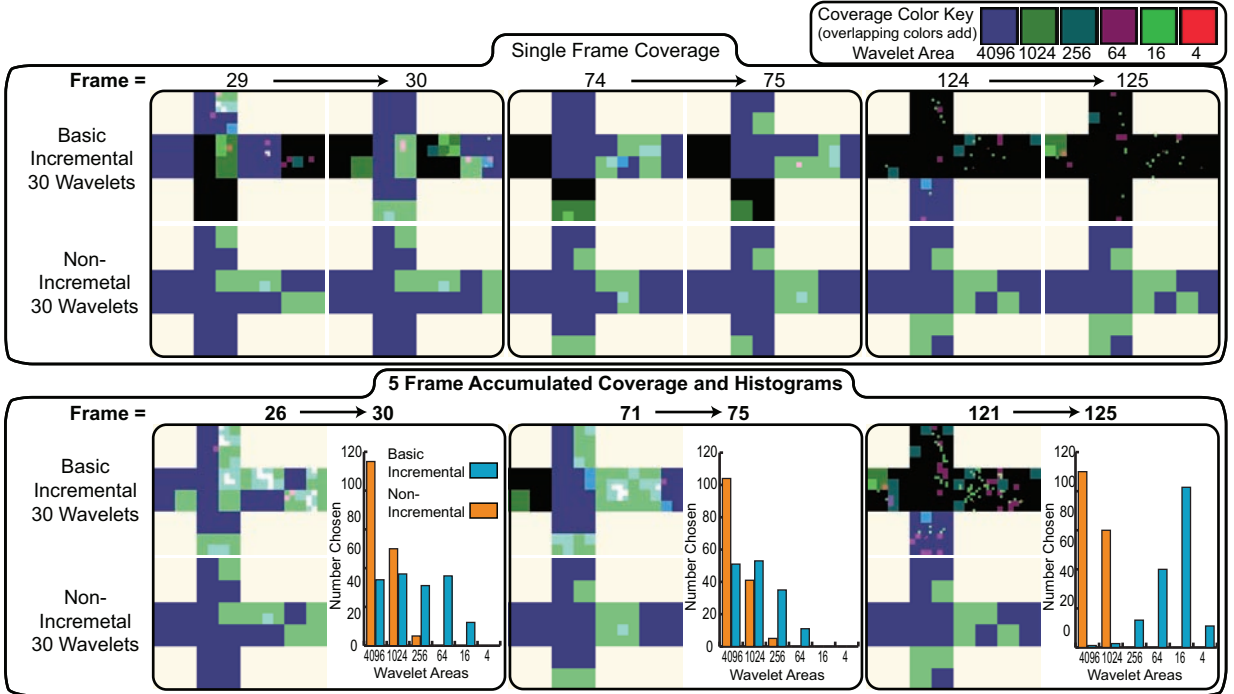 Coverage Color Key
(overlapping colors add)
Wavelet Area 4096 1024 256 64 16 4
Single Frame Coverage
Frame = 29 30 74 75 124 125
Basic
Incremental
30 Wavelets
Non-
Incremetal
30 Wavelets
5 Frame Accumulated Coverage and Histograms
Frame = 26 30 71 75 121 125
Basic
Incremental
30 Wavelets
Non-
Incremetal
30 Wavelets
120
100
80
60
40
20
0
Number Chosen
Basic
Incremental
Non-
Incremental
4096 1024 256 64 16 4
Wavelet Areas
120
100
80
60
40
20
0
Number Chosen
4096 1024 256 64 16 4
Wavelet Areas
120
100
80
60
40
20
0
Number Chosen
4096 1024 256 64 16 4
Wavelet Areas